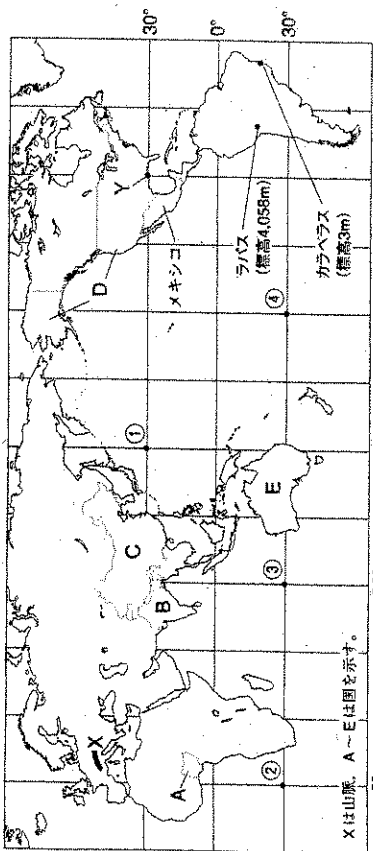 30°
0°
30°
X
A
B
C
D
E
Y
①
②
③
④
メキシコ
ラパス
(標高4,058m)
カラベラス
(標高3m)
Xは山脈, A～Eは国を示す。